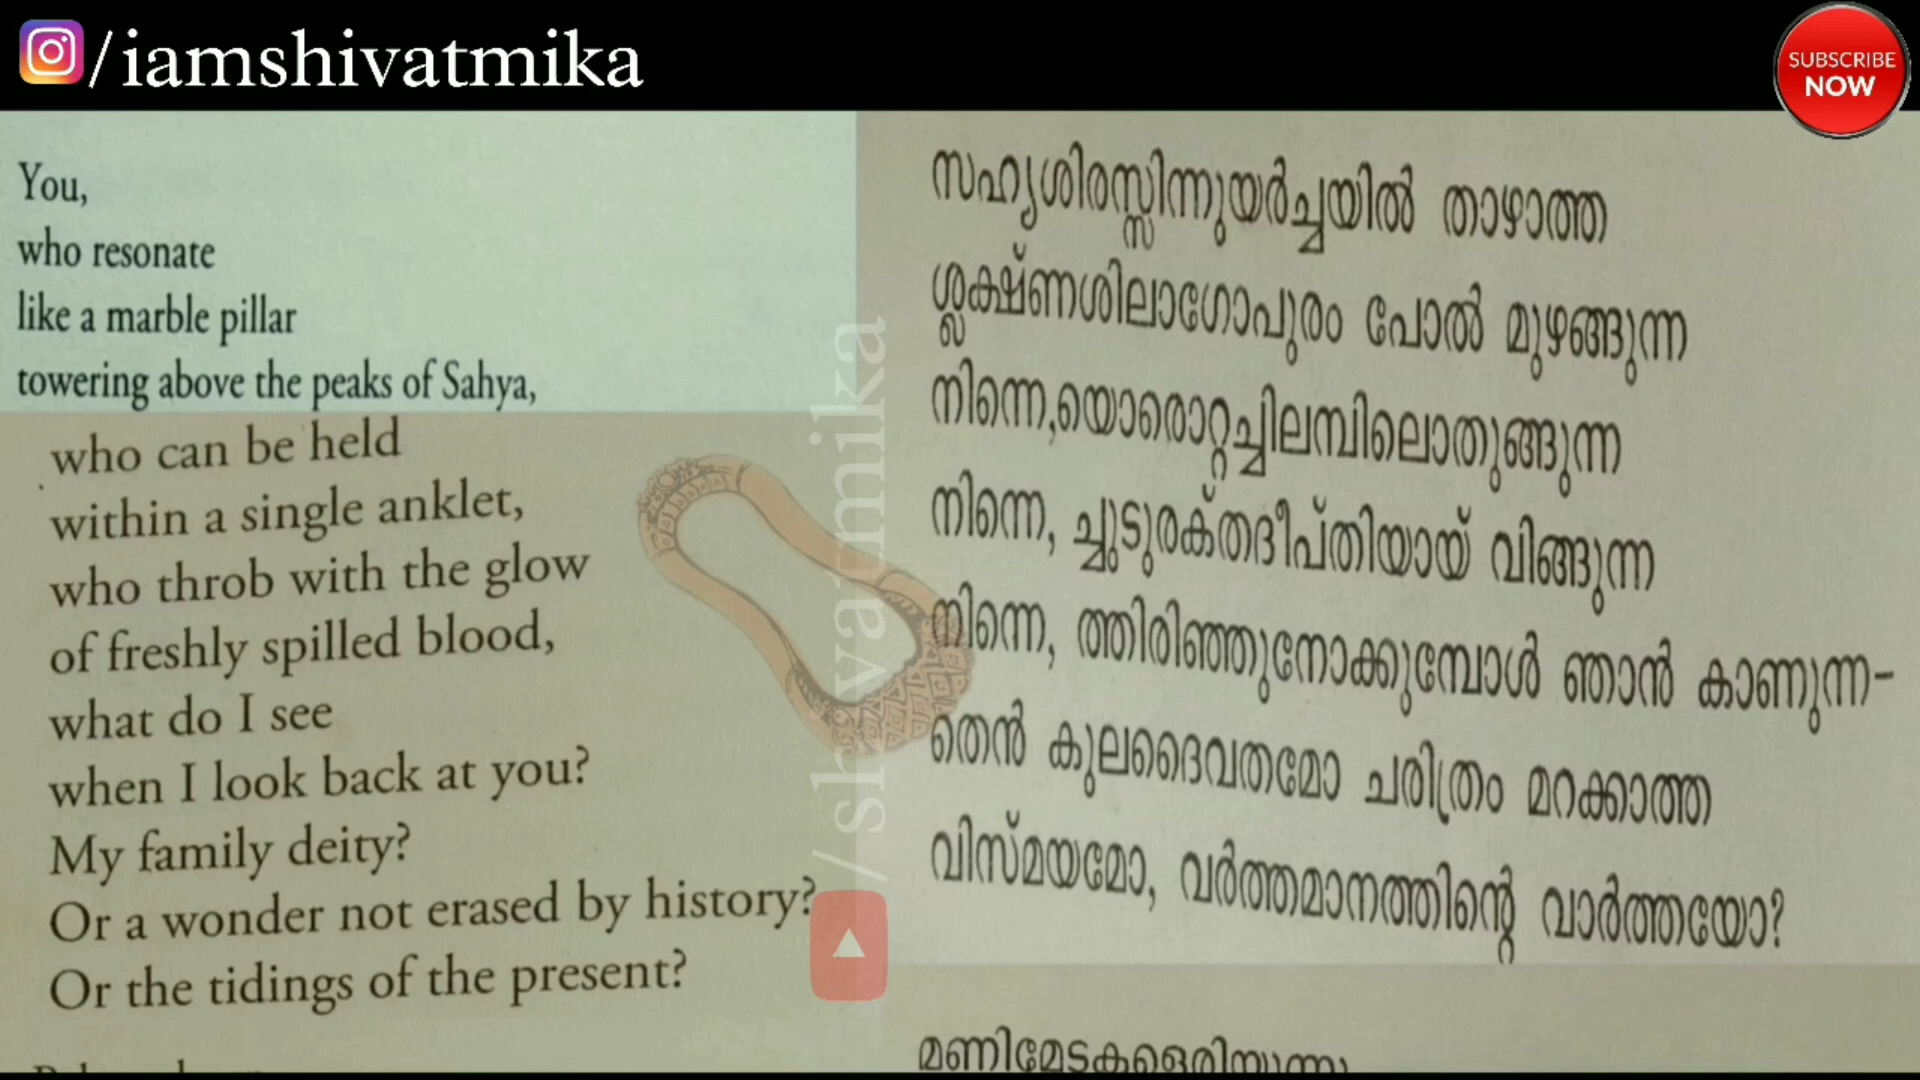 /iamshivatmika
SUBSCRIBE
NOW
You,
who resonate
like a marble pillar
towering above the peaks of Sahya,
who can be held
within a single anklet,
who throb with the glow
of freshly spilled blood,
what do I see
when I look back at you?
My family deity?
Or a wonder not erased by history?
Or the tidings of the present?
സഹ്യശിരസ്സിന്നുയർച്ചയിൽ താഴാത്ത
ശ്ലക്ഷ്ണശിലാഗോപുരം പോൽ മുഴങ്ങുന്ന
നിന്നെ,യൊരൊറ്റച്ചിലമ്പിലൊതുങ്ങുന്ന
നിന്നെ, ച്ചുടുരക്തദീപ്തിയായ് വിങ്ങുന്ന
നിന്നെ, ത്തിരിഞ്ഞുനോക്കുമ്പോൾ ഞാൻ കാണുന്ന-
തെൻ കുലദൈവതമോ ചരിത്രം മറക്കാത്ത
വിസ്മയമോ, വർത്തമാനത്തിന്റെ വാർത്തയോ?
മണിമേടകളെരിയുന്നു
/shivatmika